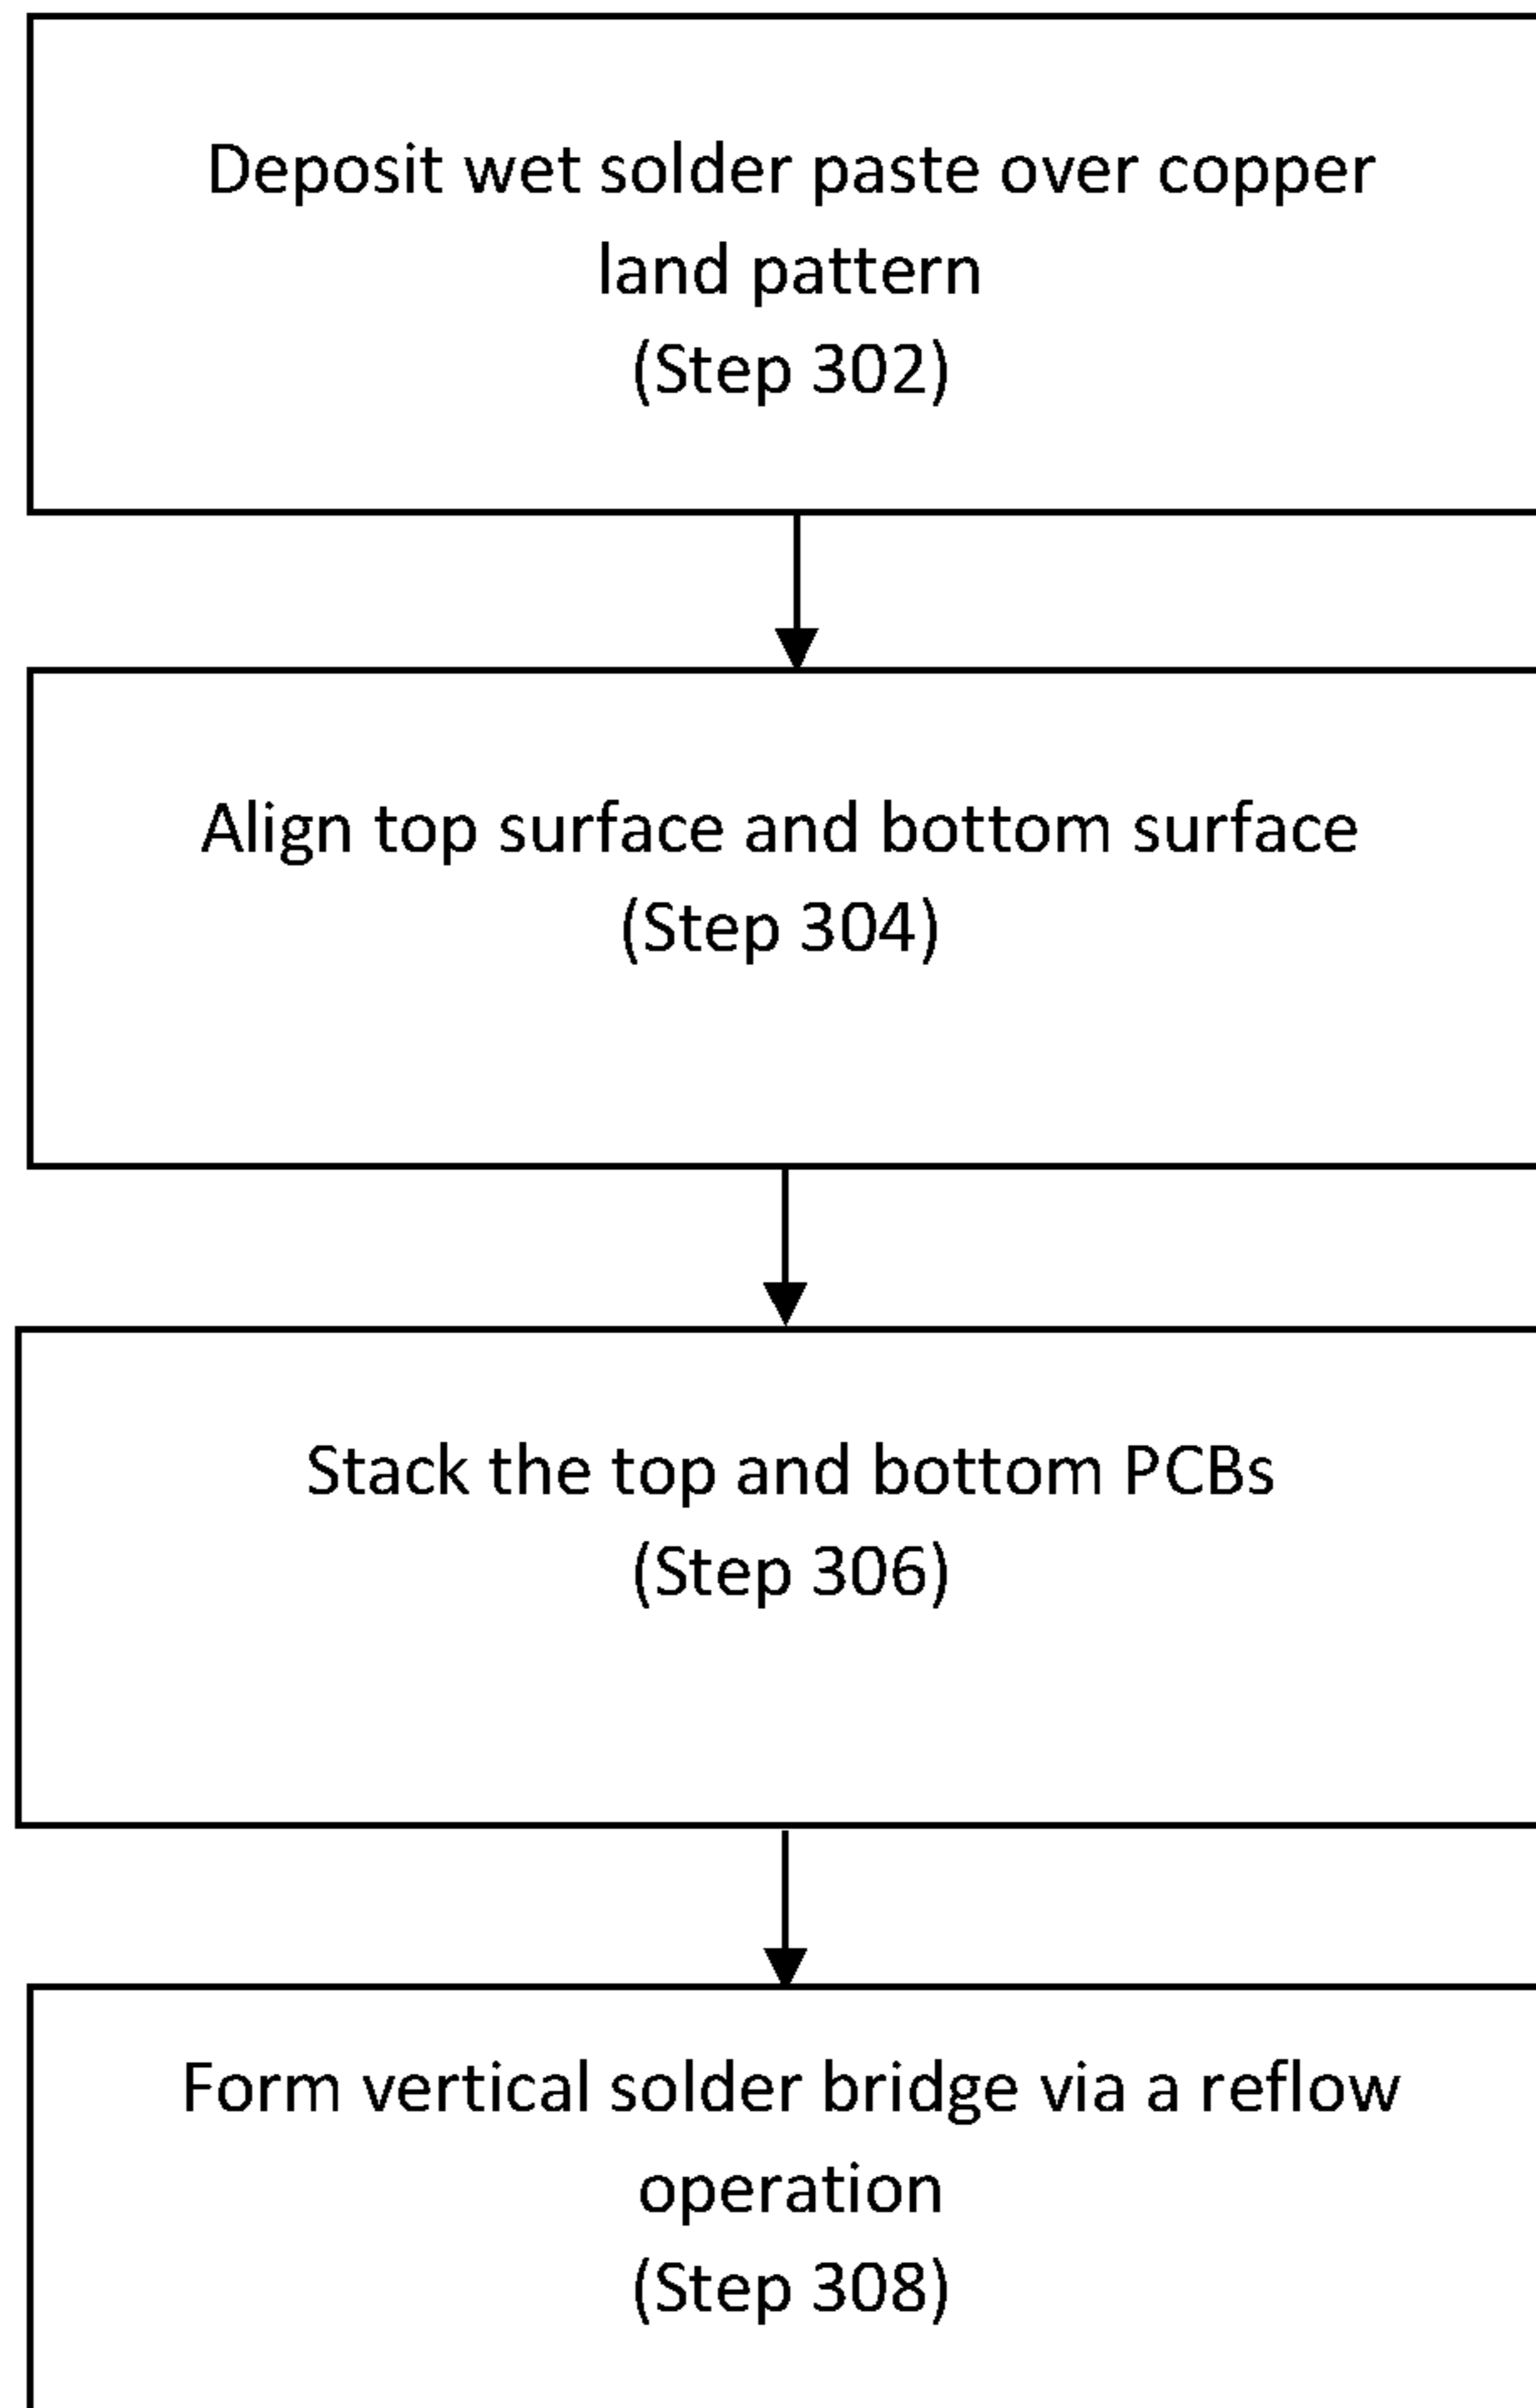 Deposit wet solder paste over copper
land pattern
(Step 302)
Align top surface and bottom surface
(Step 304)
Stack the top and bottom PCBs
(Step 306)
Form vertical solder bridge via a reflow
operation
(Step 308)